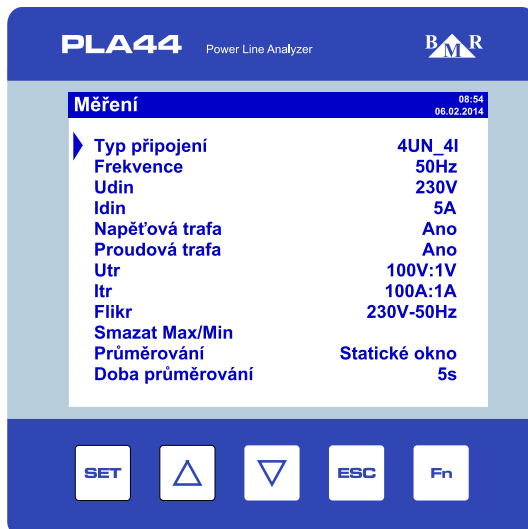 PLA44 Power Line Analyzer BMR
Měření 08:54
06.02.2014
Typ připojení 4UN_4I
Frekvence 50Hz
Udin 230V
Idin 5A
Napěťová trafa Ano
Proudová trafa Ano
Utr 100V:1V
Itr 100A:1A
Flikr 230V-50Hz
Smazat Max/Min
Průměrování Statické okno
Doba průměrování 5s
SET ESC Fn